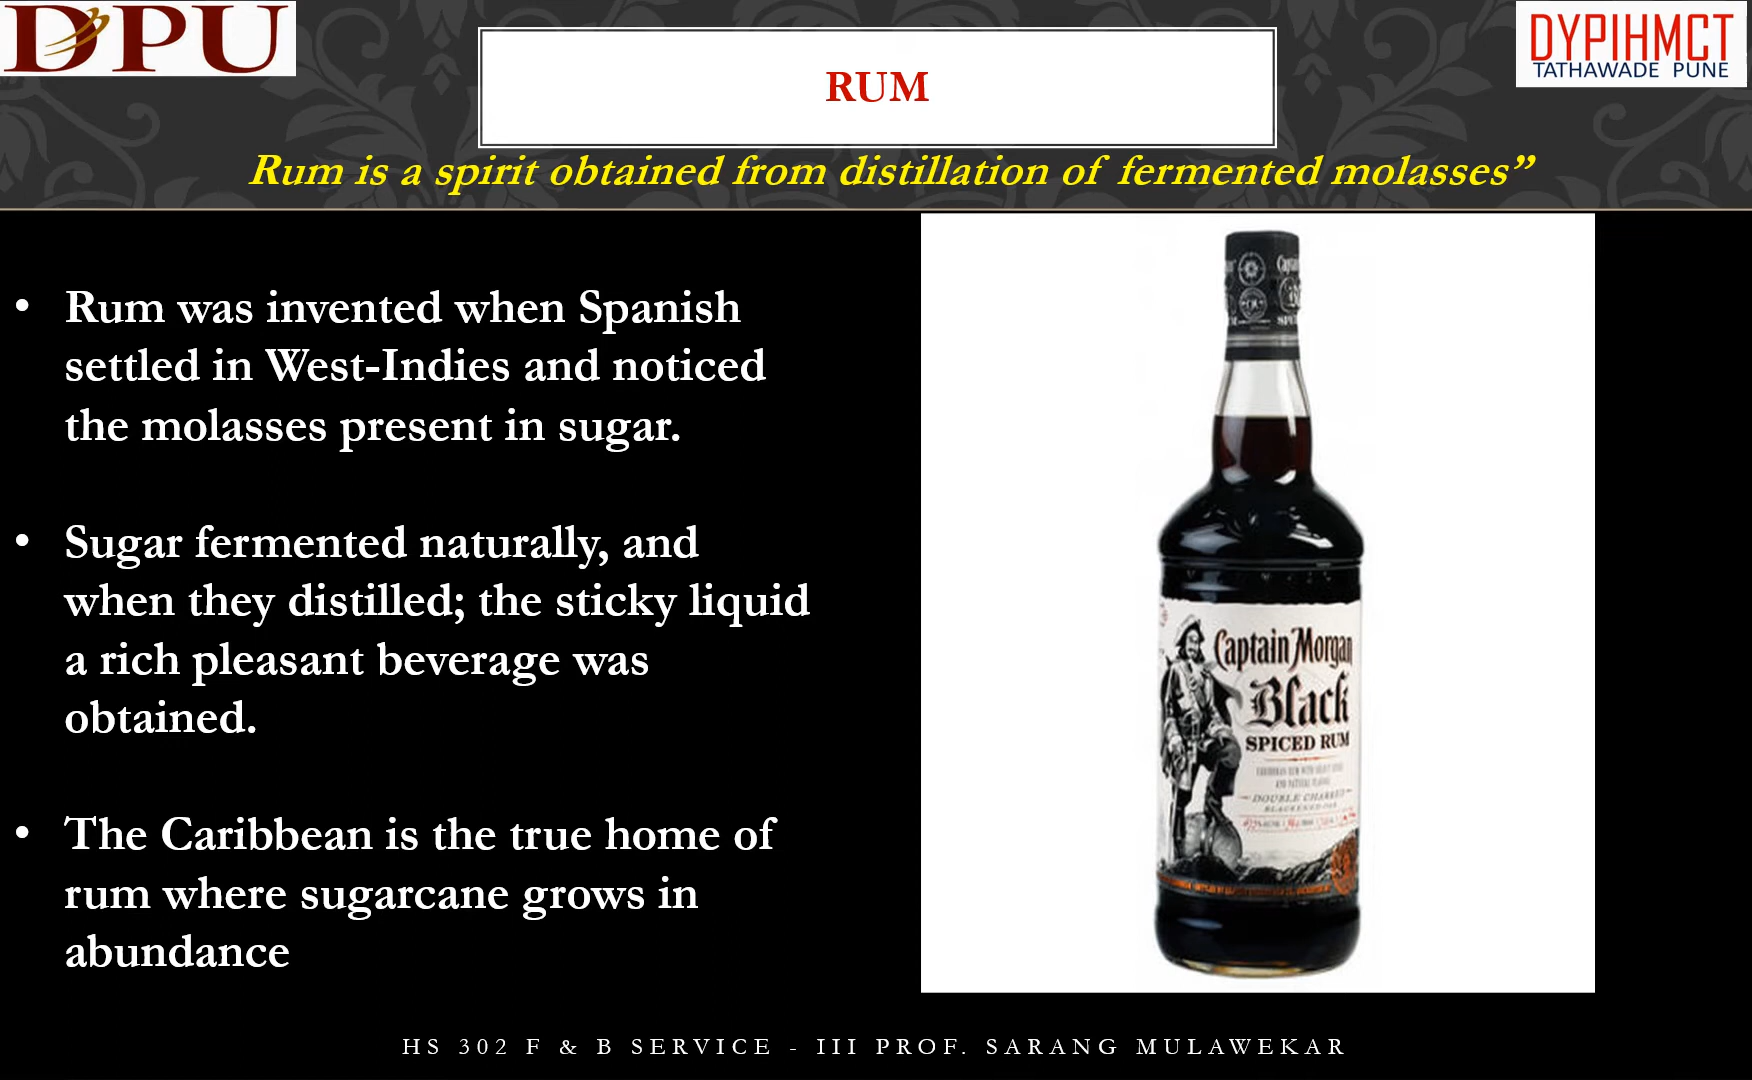 DPU
RUM
DYPIHMCT
TATHAWADE PUNE
Rum is a spirit obtained from distillation of fermented molasses”
• Rum was invented when Spanish
settled in West-Indies and noticed
the molasses present in sugar.
• Sugar fermented naturally, and
when they distilled; the sticky liquid
a rich pleasant beverage was
obtained.
• The Caribbean is the true home of
rum where sugarcane grows in
abundance
Captain Morgan
Black
SPICED RUM
DOUBLE CHARRED
BLACKENED OAK
HS 302 F & B SERVICE - III PROF. SARANG MULAWEKAR